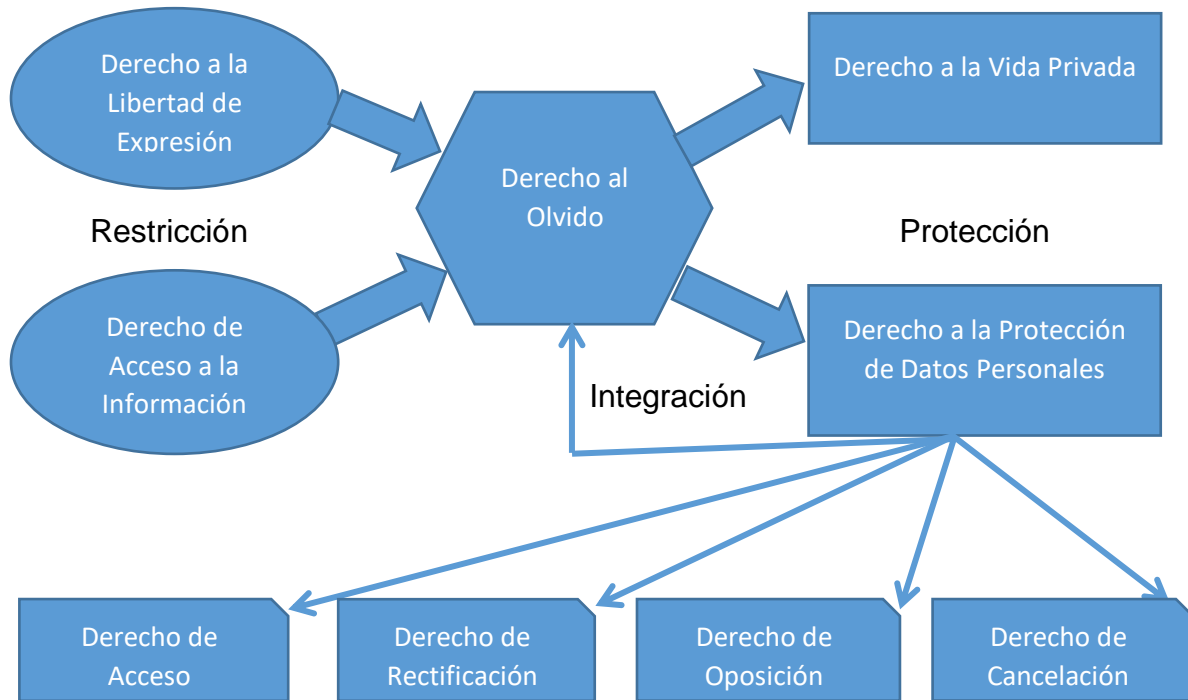 Derecho a la
Libertad de
Expresión
Derecho a la Vida Privada
Derecho al
Olvido
Restricción
Protección
Derecho de
Acceso a la
Información
Derecho a la Protección
de Datos Personales
Integración
Derecho de
Acceso
Derecho de
Rectificación
Derecho de
Oposición
Derecho de
Cancelación